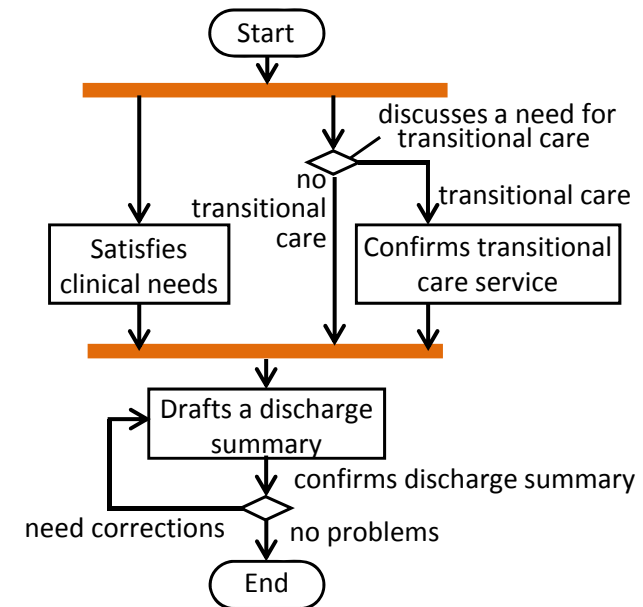 Start
discusses a need for
transitional care
no
transitional
care
transitional care
Satisfies
clinical needs
Confirms transitional
care service
Drafts a discharge
summary
confirms discharge summary
need corrections
no problems
End